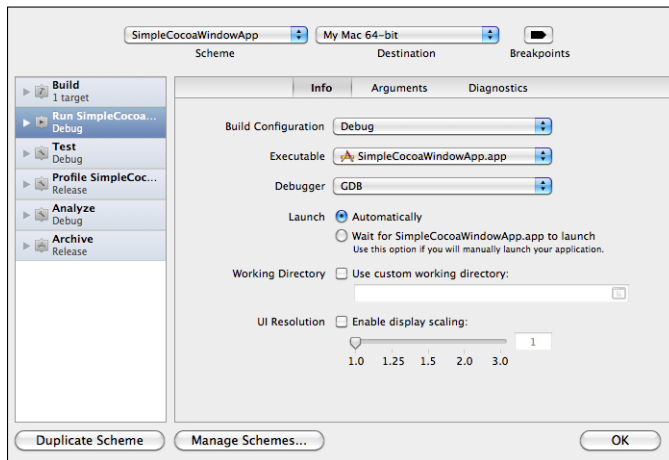 SimpleCocoaWindowApp My Mac 64-bit
Scheme Destination Breakpoints
Build
1 target
Run SimpleCocoa...
Debug
Test
Debug
Profile SimpleCoc...
Release
Analyze
Debug
Archive
Release
Info Arguments Diagnostics
Build Configuration Debug
Executable SimpleCocoaWindowApp.app
Debugger GDB
Launch Automatically
Wait for SimpleCocoaWindowApp.app to launch
Use this option if you will manually launch your application.
Working Directory Use custom working directory:
UI Resolution Enable display scaling:
1
1.0 1.25 1.5 2.0 3.0
Duplicate Scheme Manage Schemes... OK